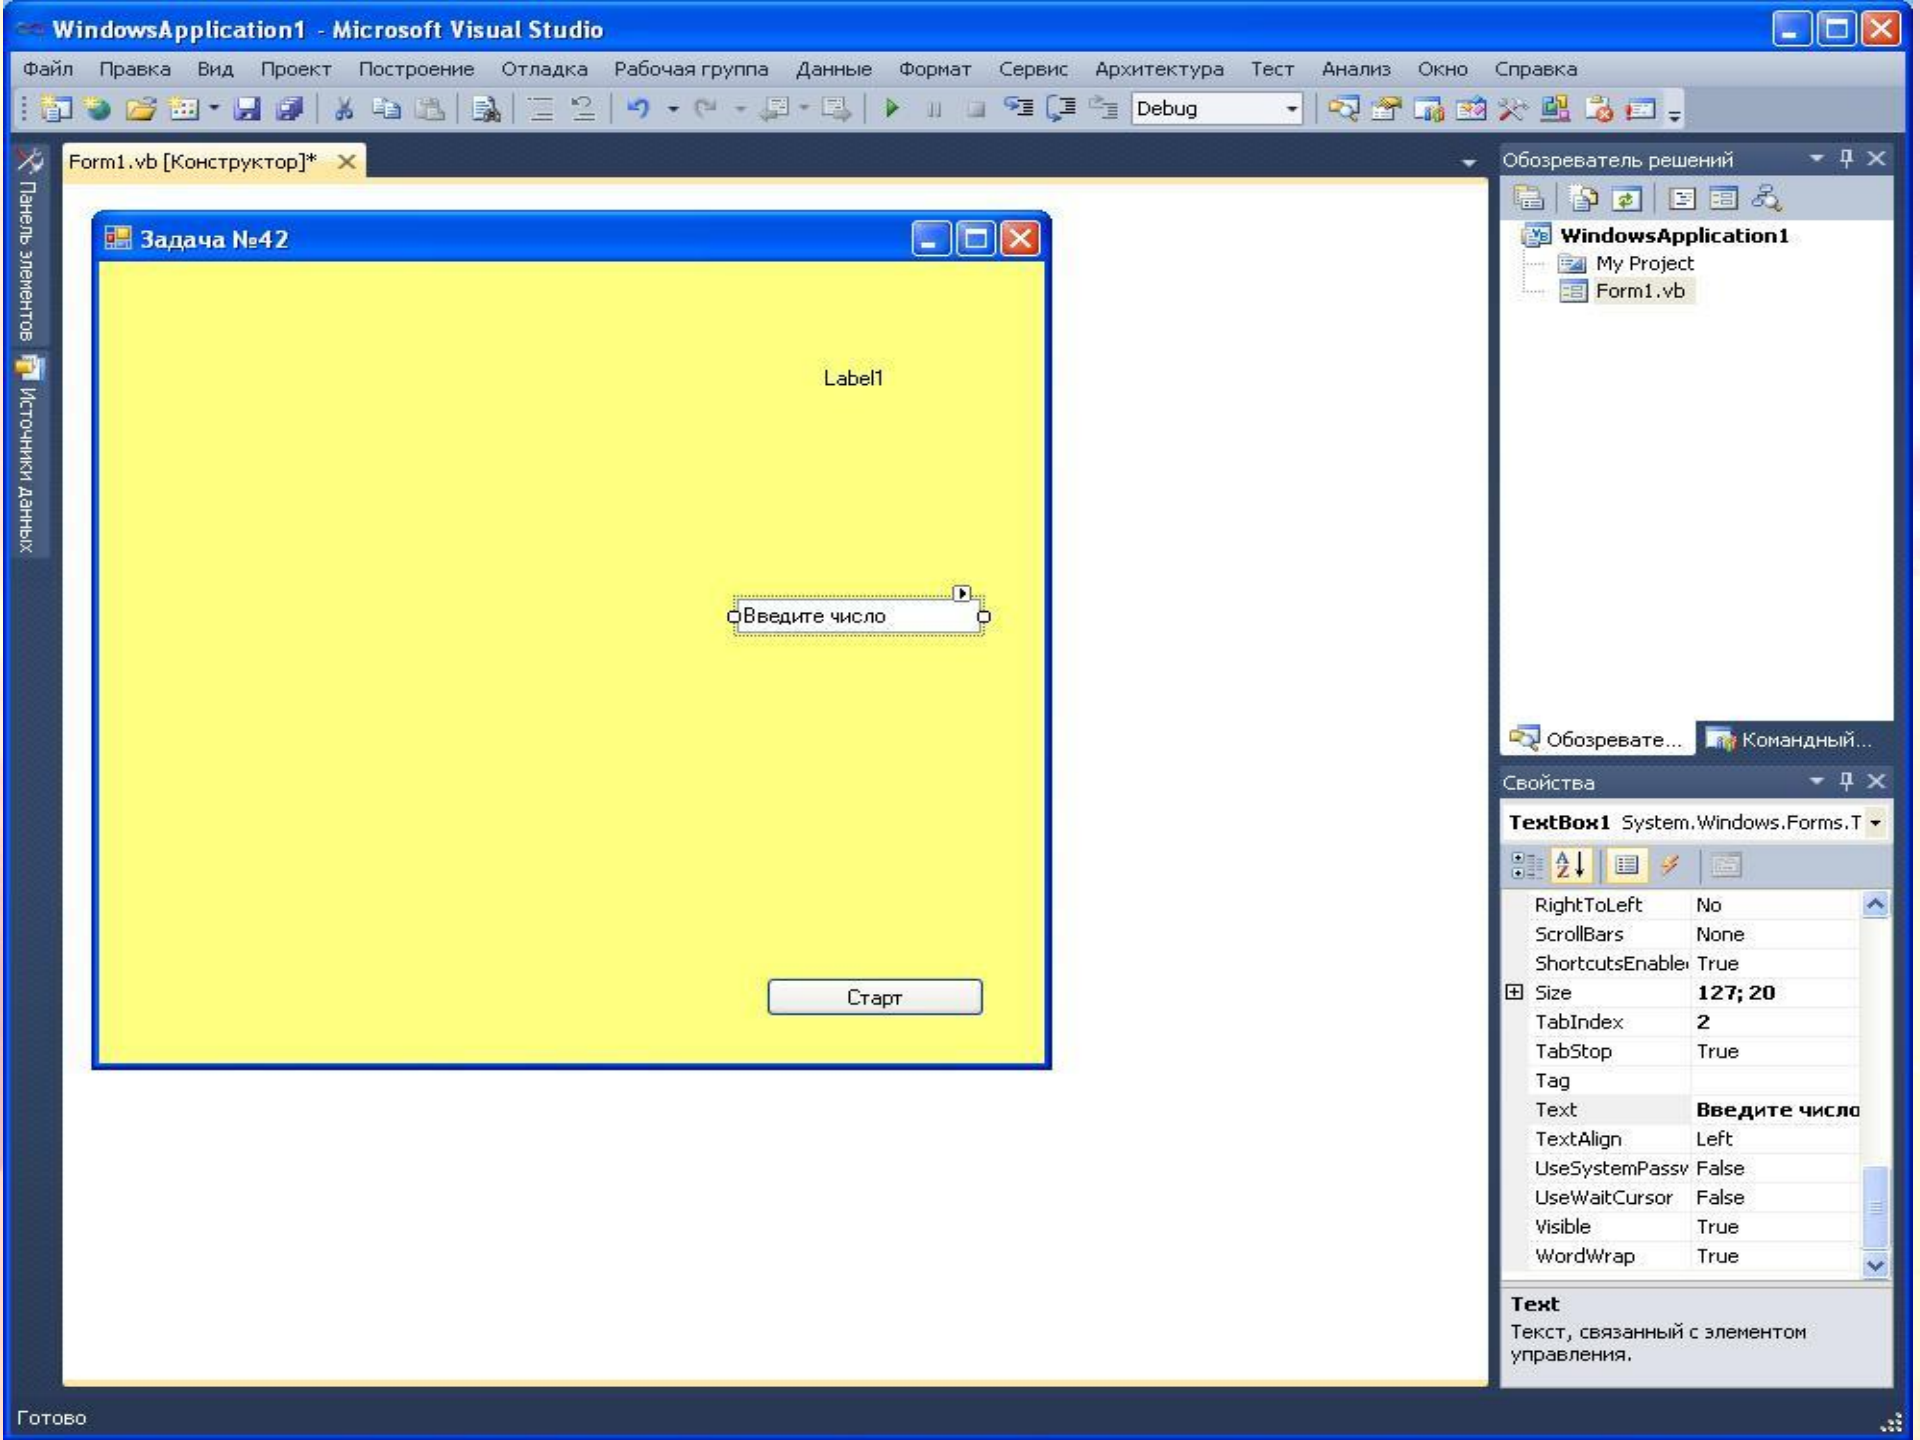 WindowsApplication1 - Microsoft Visual Studio
Файл Правка Вид Проект Построение Отладка Рабочая группа Данные Формат Сервис Архитектура Тест Анализ Окно Справка
Debug
Панель элементов
Источники данных
Form1.vb [Конструктор]*
Задача №42
Label1
Введите число
Старт
Обозреватель решений
WindowsApplication1
My Project
Form1.vb
Обозревате... Командный...
Свойства
TextBox1 System.Windows.Forms.T
RightToLeft No
ScrollBars None
ShortcutsEnable True
Size 127; 20
TabIndex 2
TabStop True
Tag
Text Введите число
TextAlign Left
UseSystemPassv False
UseWaitCursor False
Visible True
WordWrap True
Text
Текст, связанный с элементом
управления.
Готово